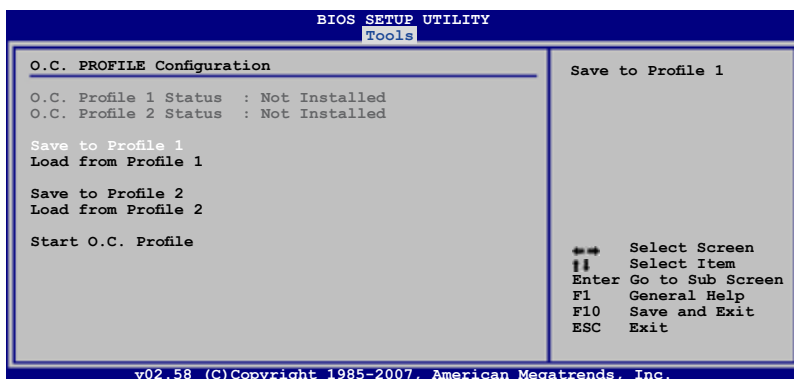 BIOS SETUP UTILITY
Tools
O.C. PROFILE Configuration
O.C. Profile 1 Status : Not Installed
O.C. Profile 2 Status : Not Installed
Save to Profile 1
Load from Profile 1
Save to Profile 2
Load from Profile 2
Start O.C. Profile
Save to Profile 1
←→ Select Screen
↑↓ Select Item
Enter Go to Sub Screen
F1 General Help
F10 Save and Exit
ESC Exit
v02.58 (C)Copyright 1985-2007, American Megatrends, Inc.